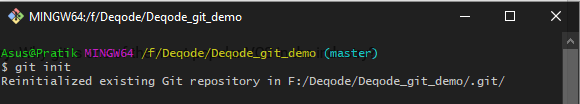 MINGW64:/f/Deqode/Deqode_git_demo
Asus@Pratik MINGW64 /f/Deqode/Deqode_git_demo (master)
$ git init
Reinitialized existing Git repository in F:/Deqode/Deqode_git_demo/.git/